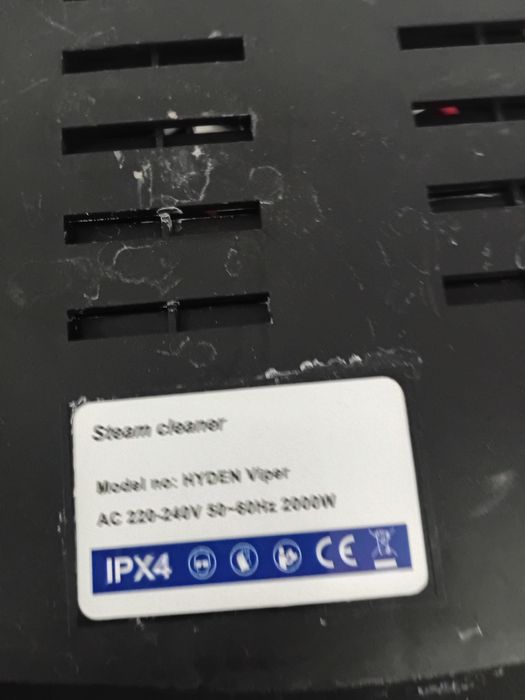 Steam cleaner
Model no: HYDEN Viper
AC 220-240V 50~60Hz 2000W
IPX4 CE